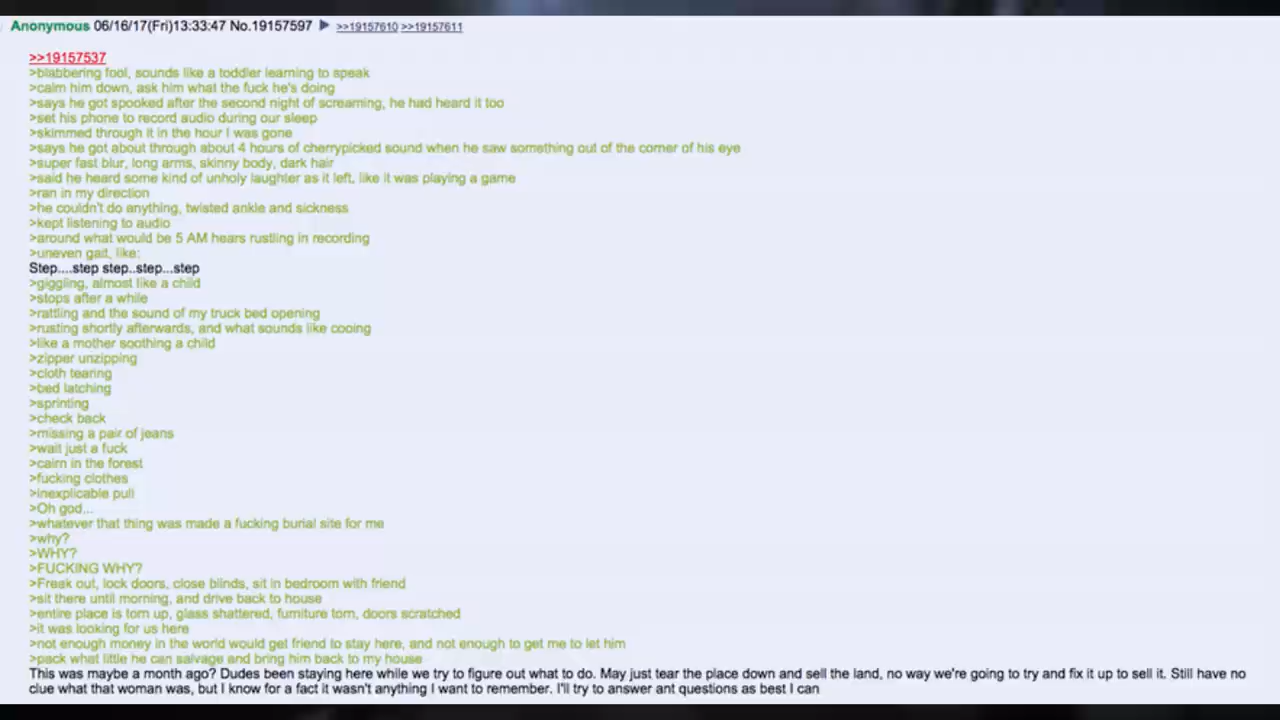 Anonymous 06/16/17(Fri)13:33:47 No.19157597 ▶ >>19157610 >>19157611
>>19157537
>blabbering fool, sounds like a toddler learning to speak
>calm him down, ask him what the fuck he's doing
>says he got spooked after the second night of screaming, he had heard it too
>set his phone to record audio during our sleep
>skimmed through it in the hour I was gone
>says he got about through about 4 hours of cherrypicked sound when he saw something out of the corner of his eye
>super fast blur, long arms, skinny body, dark hair
>said he heard some kind of unholy laughter as it left, like it was playing a game
>ran in my direction
>he couldn't do anything, twisted ankle and sickness
>kept listening to audio
>around what would be 5 AM hears rustling in recording
>uneven gait, like:
Step....step step..step...step
>giggling, almost like a child
>stops after a while
>rattling and the sound of my truck bed opening
>rusting shortly afterwards, and what sounds like cooing
>like a mother soothing a child
>zipper unzipping
>cloth tearing
>bed latching
>sprinting
>check back
>missing a pair of jeans
>wait just a fuck
>cairn in the forest
>fucking clothes
>inexplicable pull
>Oh god...
>whatever that thing was made a fucking burial site for me
>why?
>WHY?
>FUCKING WHY?
>Freak out, lock doors, close blinds, sit in bedroom with friend
>sit there until morning, and drive back to house
>entire place is torn up, glass shattered, furniture torn, doors scratched
>it was looking for us here
>not enough money in the world would get friend to stay here, and not enough to get me to let him
>pack what little he can salvage and bring him back to my house
This was maybe a month ago? Dudes been staying here while we try to figure out what to do. May just tear the place down and sell the land, no way we're going to try and fix it up to sell it. Still have no
clue what that woman was, but I know for a fact it wasn't anything I want to remember. I'll try to answer ant questions as best I can